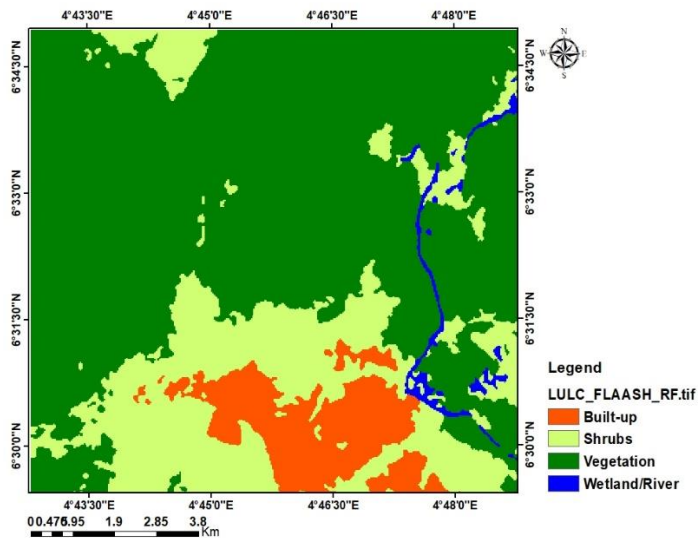 4°43'30"E 4°45'0"E 4°46'30"E 4°48'0"E
N
W E
S
6°34'30"N 6°34'30"N
6°33'0"N 6°33'0"N
6°31'30"N 6°31'30"N
6°30'0"N 6°30'0"N
Legend
LULC_FLAASH_RF.tif
Built-up
Shrubs
Vegetation
Wetland/River
4°43'30"E 4°45'0"E 4°46'30"E 4°48'0"E
1.9 2.85 3.8
Km